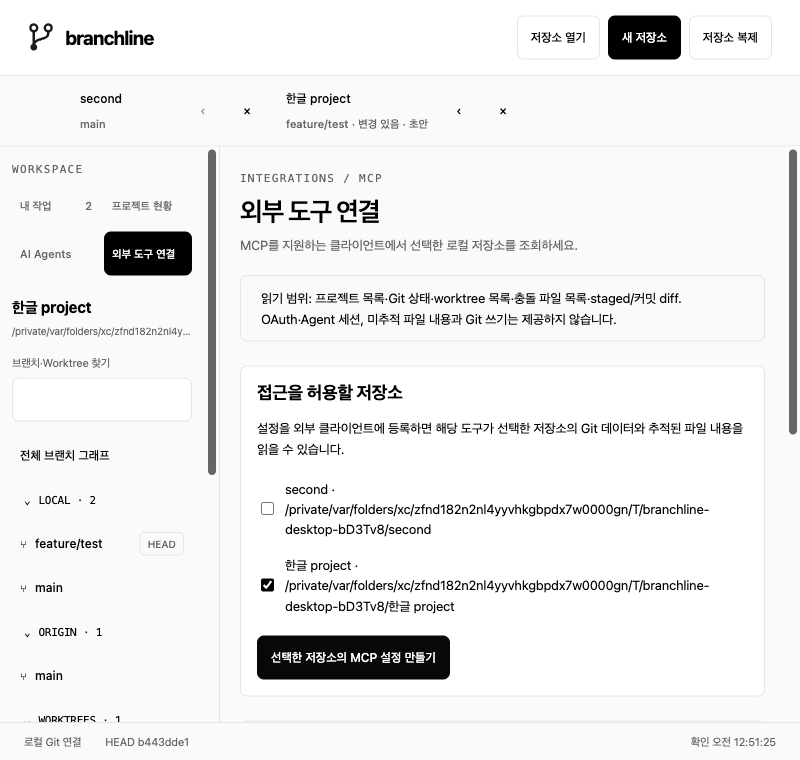 branchline
저장소 열기
새 저장소
저장소 복제
second
main
‹
×
한글 project
feature/test · 변경 있음 · 초안
‹
×
WORKSPACE
내 작업 2
프로젝트 현황
AI Agents
외부 도구 연결
한글 project
/private/var/folders/xc/zfnd182n2nl4y...
브랜치·Worktree 찾기
전체 브랜치 그래프
LOCAL · 2
feature/test HEAD
main
ORIGIN · 1
main
WORKTREES · 1
INTEGRATIONS / MCP
외부 도구 연결
MCP를 지원하는 클라이언트에서 선택한 로컬 저장소를 조회하세요.
읽기 범위: 프로젝트 목록·Git 상태·worktree 목록·충돌 파일 목록·staged/커밋 diff.
OAuth·Agent 세션, 미추적 파일 내용과 Git 쓰기는 제공하지 않습니다.
접근을 허용할 저장소
설정을 외부 클라이언트에 등록하면 해당 도구가 선택한 저장소의 Git 데이터와 추적된 파일 내용을
읽을 수 있습니다.
second ·
/private/var/folders/xc/zfnd182n2nl4yyvhkgbpdx7w0000gn/T/branchline-
desktop-bD3Tv8/second
한글 project ·
/private/var/folders/xc/zfnd182n2nl4yyvhkgbpdx7w0000gn/T/branchline-
desktop-bD3Tv8/한글 project
선택한 저장소의 MCP 설정 만들기
로컬 Git 연결
HEAD b443dde1
확인 오전 12:51:25